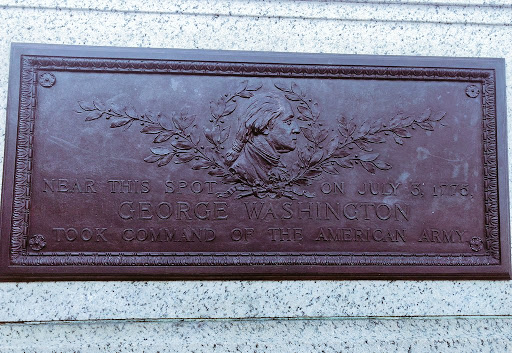 NEAR THIS SPOT ON JULY 3, 1775,
GEORGE WASHINGTON
TOOK COMMAND OF THE AMERICAN ARMY.